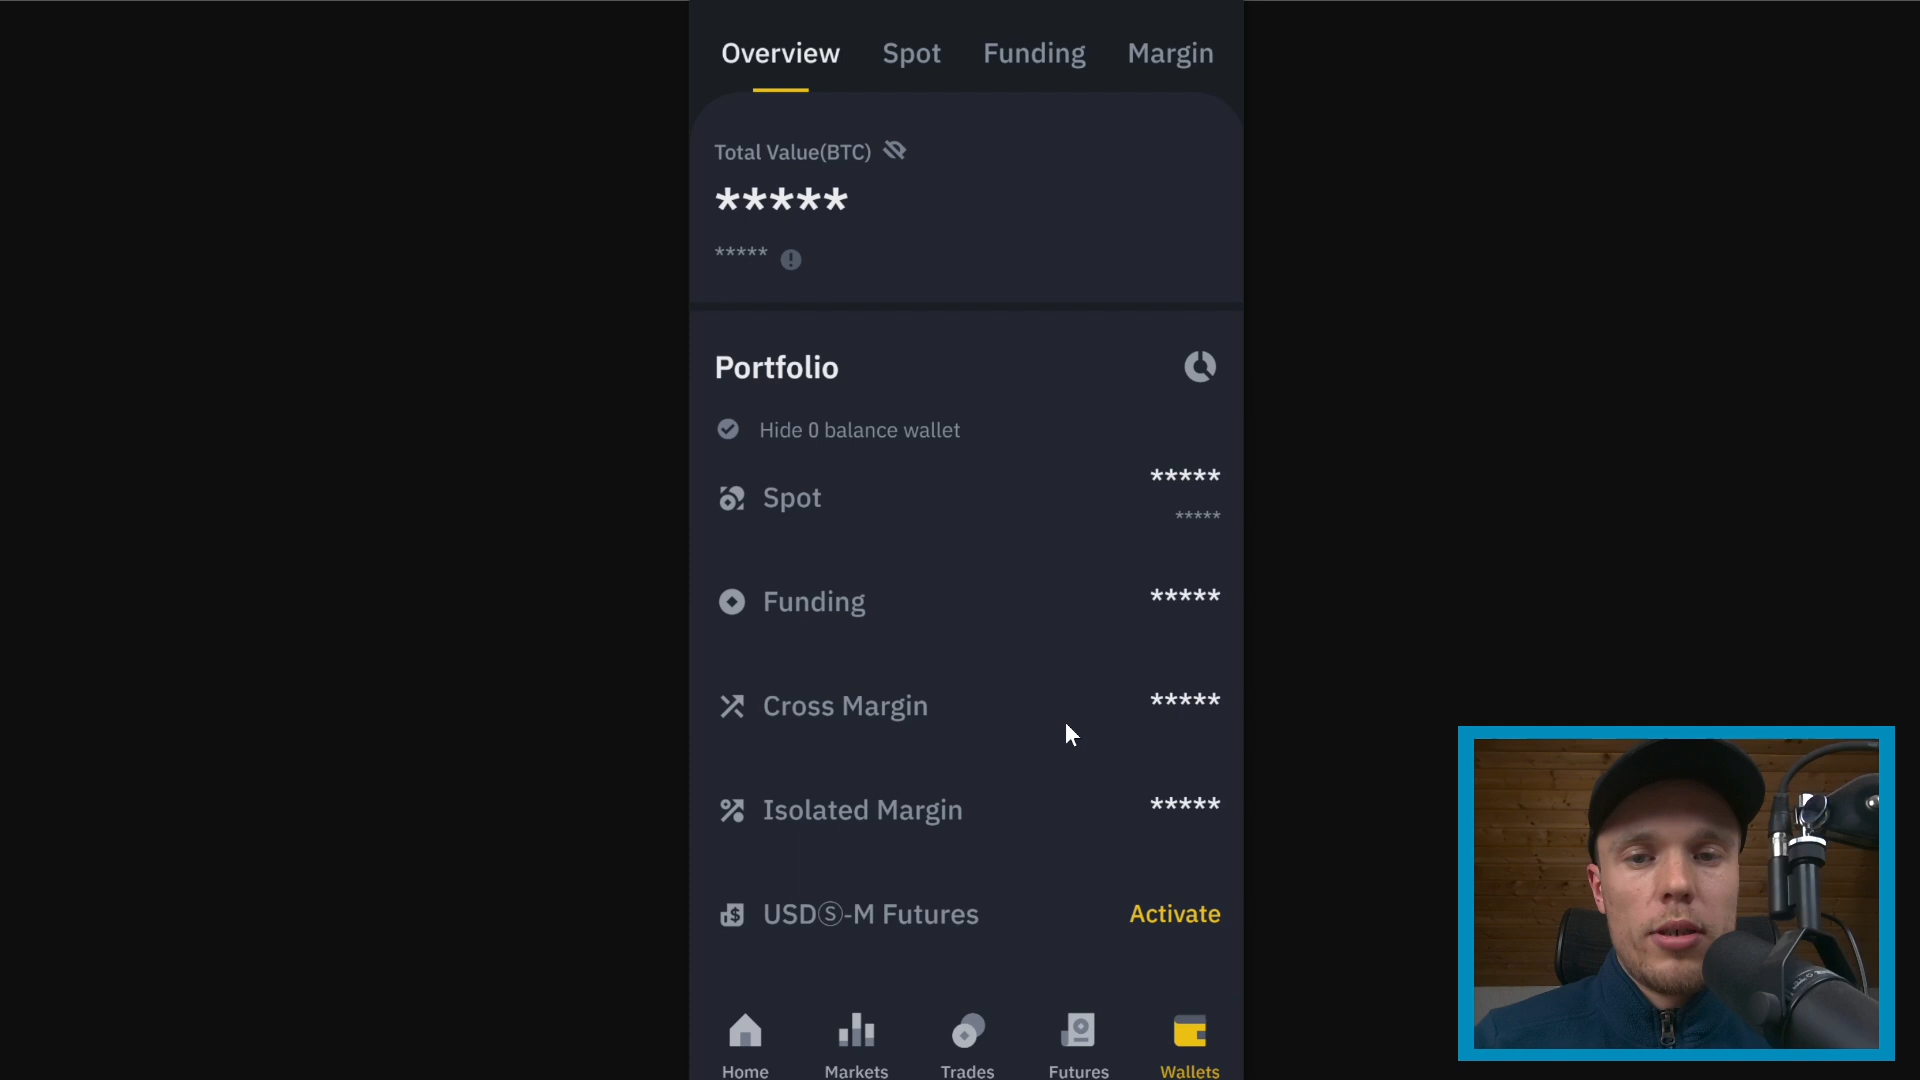 Overview Spot Funding Margin
Total Value(BTC)
*****
*****
Portfolio
Hide 0 balance wallet
Spot *****
*****
Funding *****
Cross Margin *****
Isolated Margin *****
USDⓈ-M Futures Activate
Home Markets Trades Futures Wallets